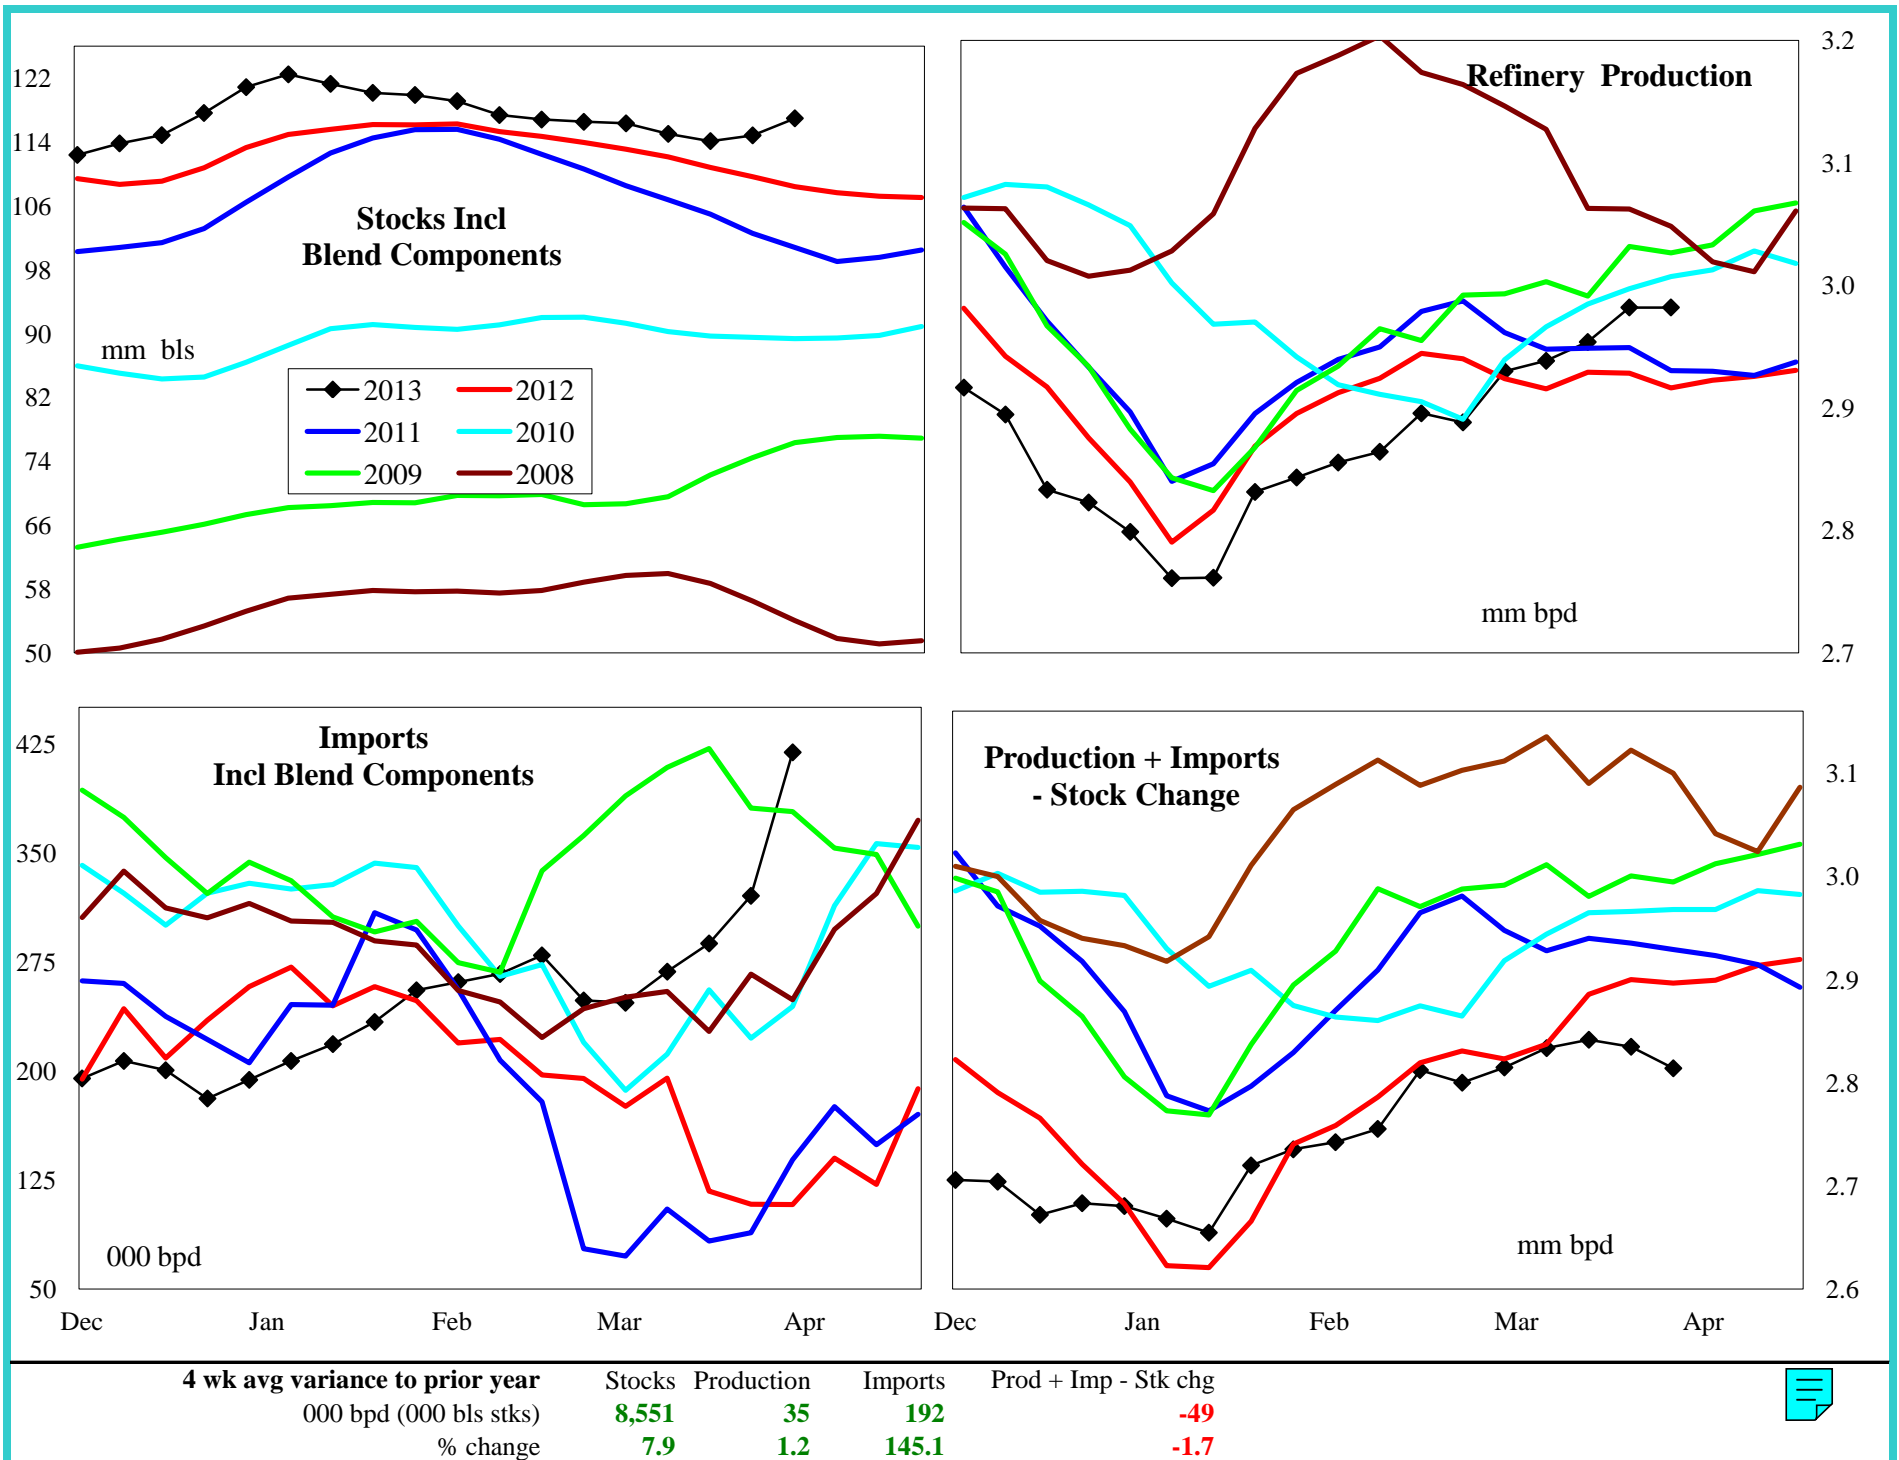 122
114
106
98
90
82
74
66
58
50
Stocks Incl
Blend Components
mm bls
2013 2012
2011 2010
2009 2008
Refinery Production
mm bpd
3.2
3.1
3.0
2.9
2.8
2.7
425
350
275
200
125
50
Imports
Incl Blend Components
000 bpd
Dec Jan Feb Mar Apr
Production + Imports
- Stock Change
mm bpd
3.1
3.0
2.9
2.8
2.7
2.6
Dec Jan Feb Mar Apr
4 wk avg variance to prior year Stocks Production Imports Prod + Imp - Stk chg
000 bpd (000 bls stks) 8,551 35 192 -49
% change 7.9 1.2 145.1 -1.7